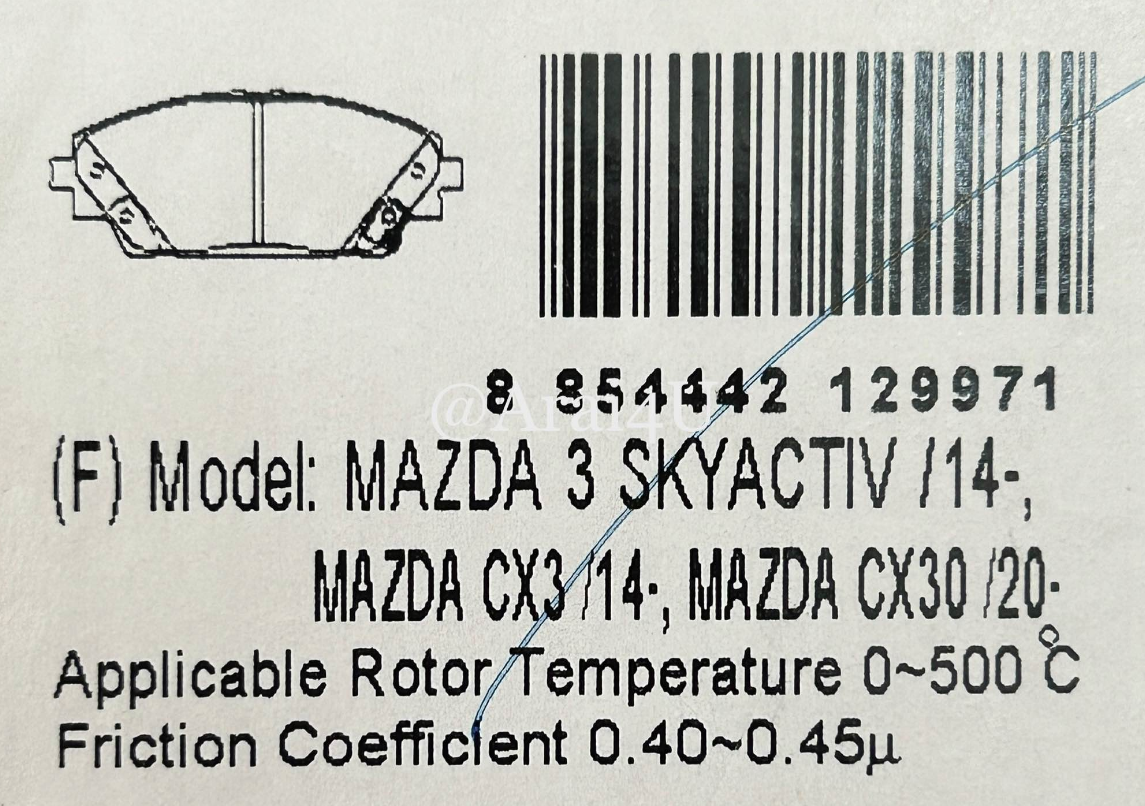 8 854442 129971
@Arai4U
(F) Model: MAZDA 3 SKYACTIV /14-,
MAZDA CX3 /14-, MAZDA CX30 /20-
Applicable Rotor Temperature 0~500 °C
Friction Coefficient 0.40~0.45µ